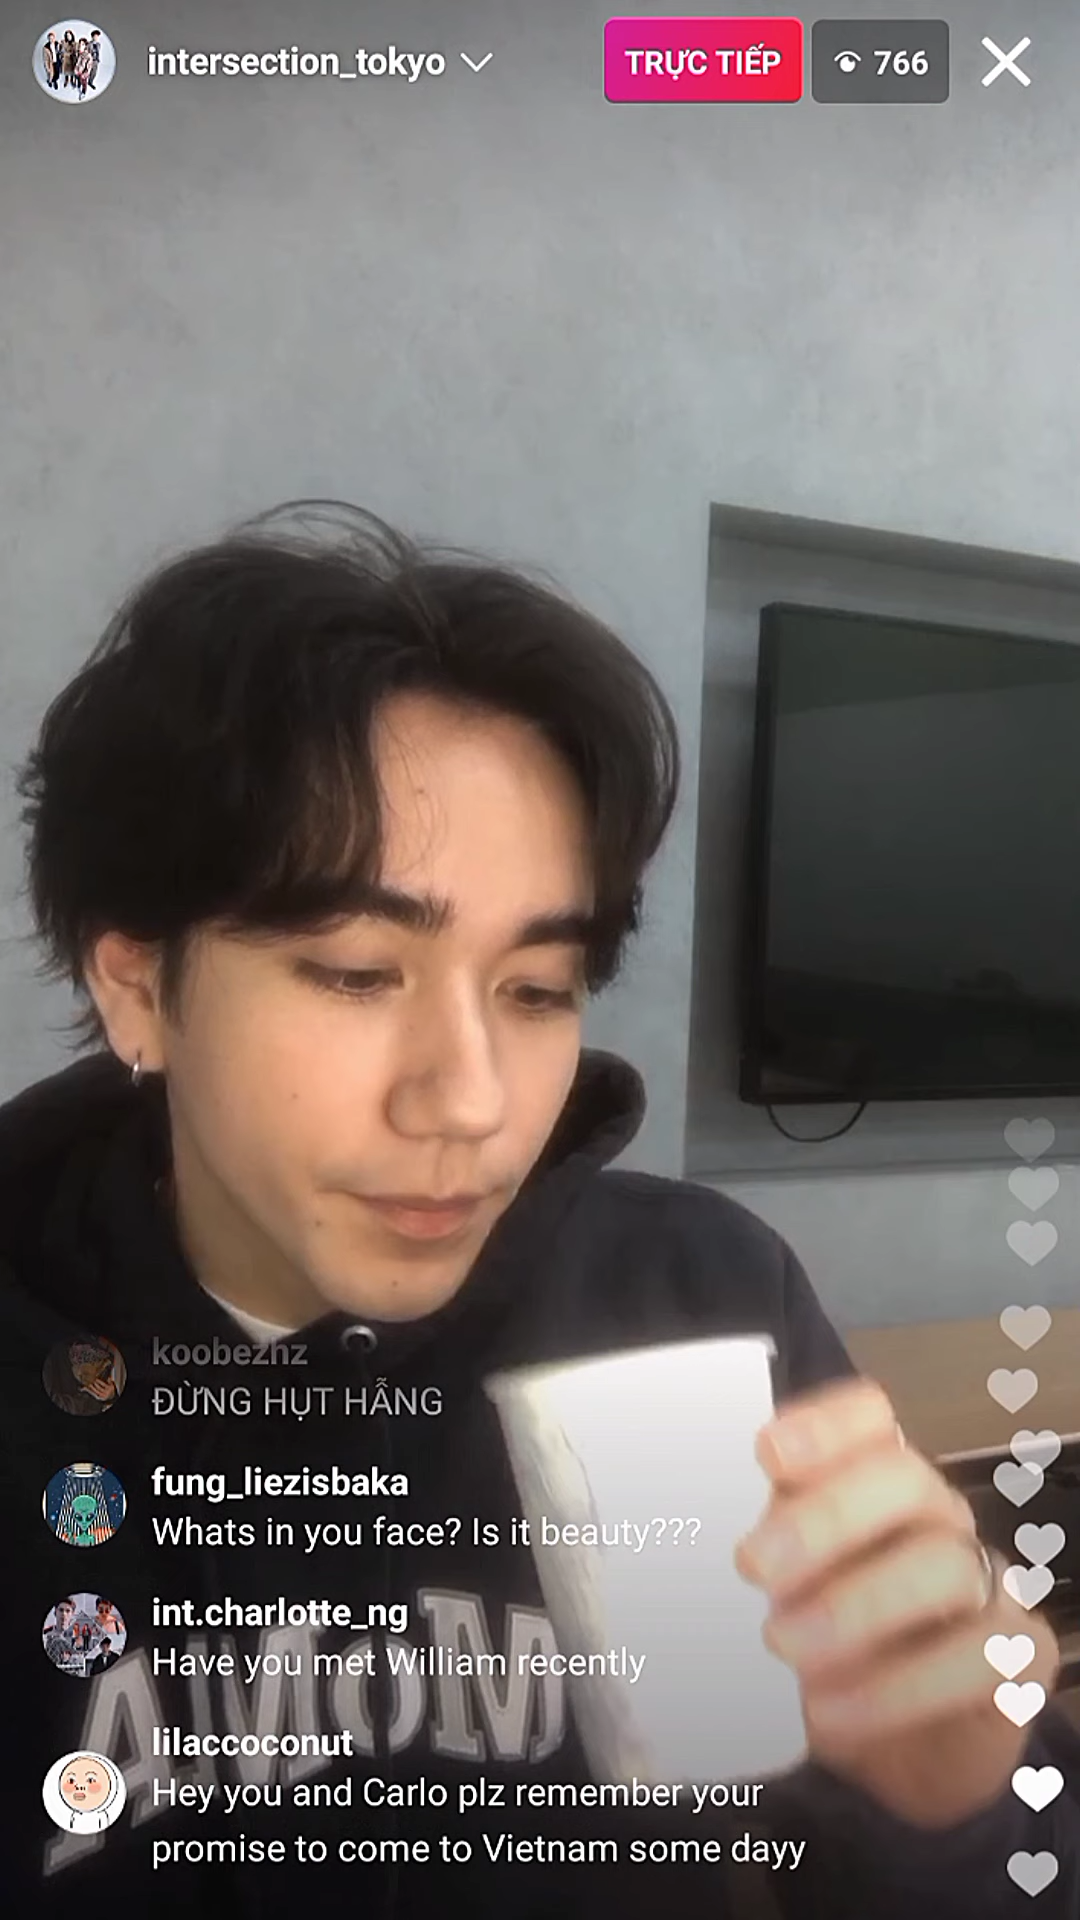 intersection_tokyo
TRỰC TIẾP
766
koobezhz
ĐỪNG HỤT HẪNG
fung_liezisbaka
Whats in you face? Is it beauty???
int.charlotte_ng
Have you met William recently
lilaccoconut
Hey you and Carlo plz remember your
promise to come to Vietnam some dayy